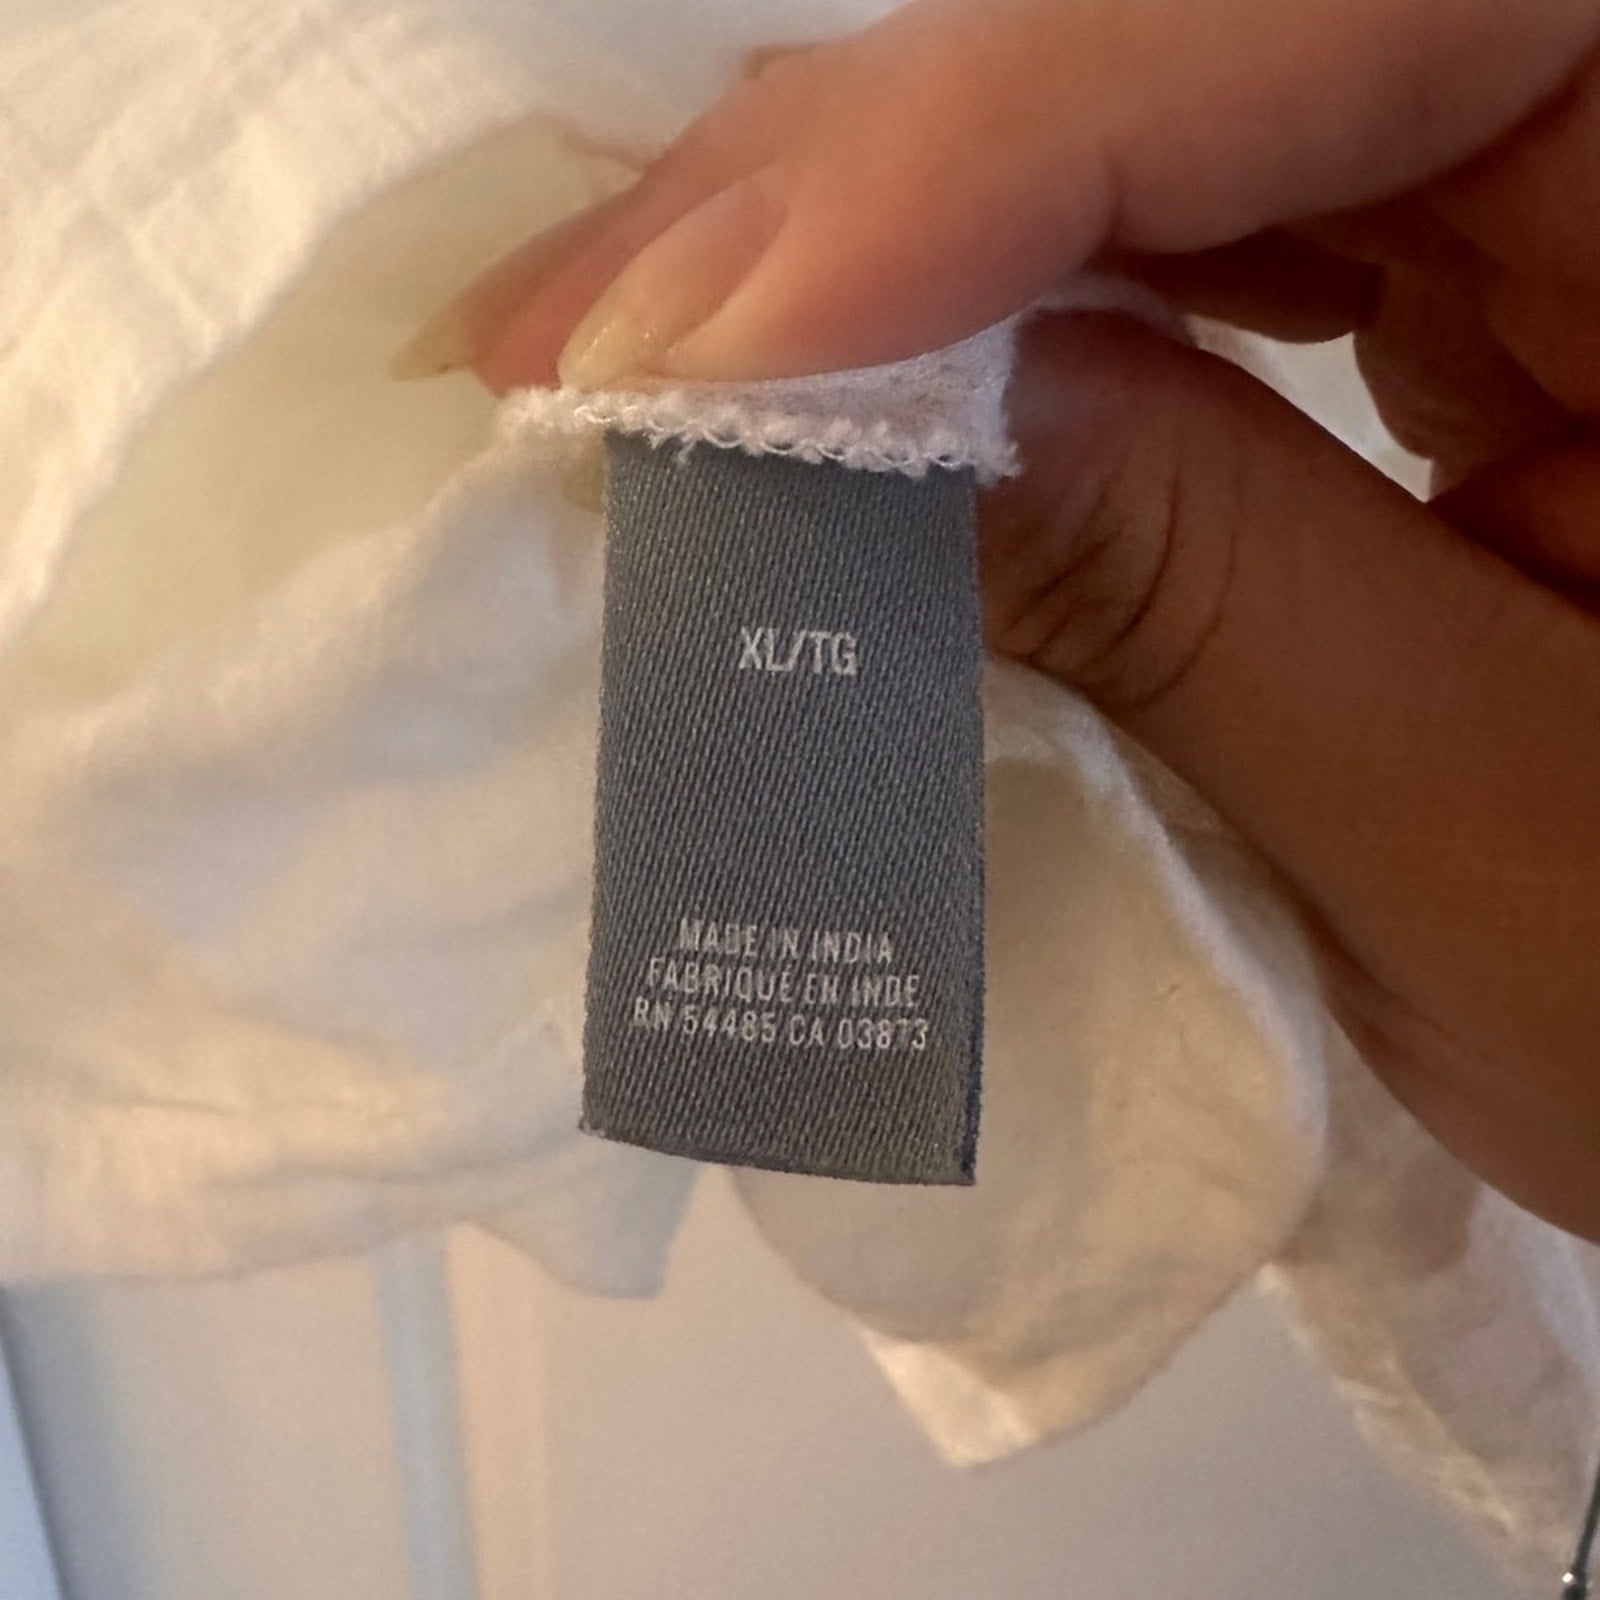 XL/TG
MADE IN INDIA
FABRIQUÉ EN INDE
RN 54485 CA 03873